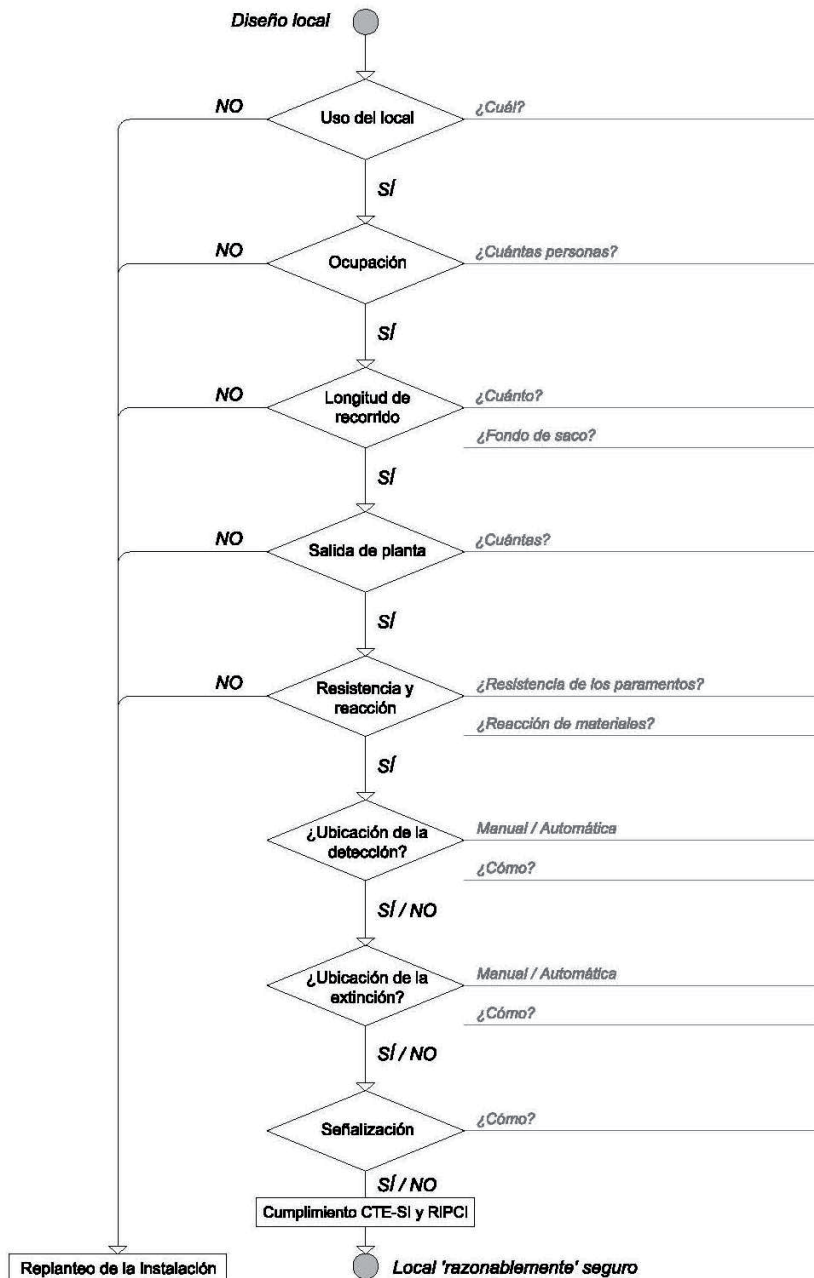 Diseño local
NO
Uso del local
¿Cuál?
SÍ
NO
Ocupación
¿Cuántas personas?
SÍ
NO
Longitud de
recorrido
¿Cuánto?
¿Fondo de saco?
SÍ
NO
Salida de planta
¿Cuántas?
SÍ
NO
Resistencia y
reacción
¿Resistencia de los paramentos?
¿Reacción de materiales?
SÍ
¿Ubicación de la
detección?
Manual / Automática
¿Cómo?
SÍ / NO
¿Ubicación de la
extinción?
Manual / Automática
¿Cómo?
SÍ / NO
Señalización
¿Cómo?
SÍ / NO
Cumplimiento CTE-SI y RIPCI
Replanteo de la Instalación
Local 'razonablemente' seguro